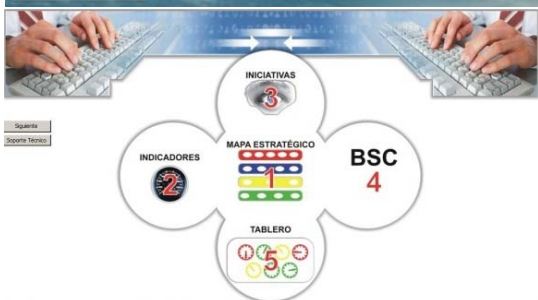 INICIATIVAS
3
Siguiente
Soporte Técnico
MAPA ESTRATÉGICO
1
INDICADORES
2
BSC
4
TABLERO
5